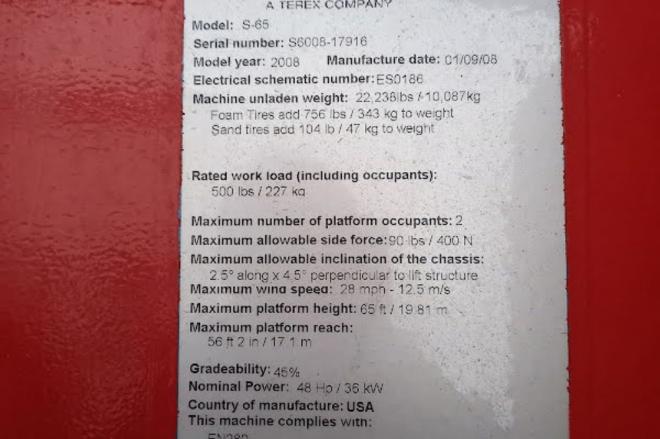 A TEREX COMPANY
Model: S-65
Serial number: S6008-17916
Model year: 2008 Manufacture date: 01/09/08
Electrical schematic number: ES0186
Machine unladen weight: 22,238lbs / 10,087kg
Foam Tires add 756 lbs / 343 kg to weight
Sand tires add 104 lb / 47 kg to weight
Rated work load (including occupants):
500 lbs / 227 kg
Maximum number of platform occupants: 2
Maximum allowable side force: 90 lbs / 400 N
Maximum allowable inclination of the chassis:
2.5° along x 4.5° perpendicular to lift structure
Maximum wind speed: 28 mph - 12.5 m/s
Maximum platform height: 65 ft / 19.81 m
Maximum platform reach:
56 ft 2 in / 17.1 m
Gradeability: 45%
Nominal Power: 48 Hp / 36 kW
Country of manufacture: USA
This machine complies with:
EN280